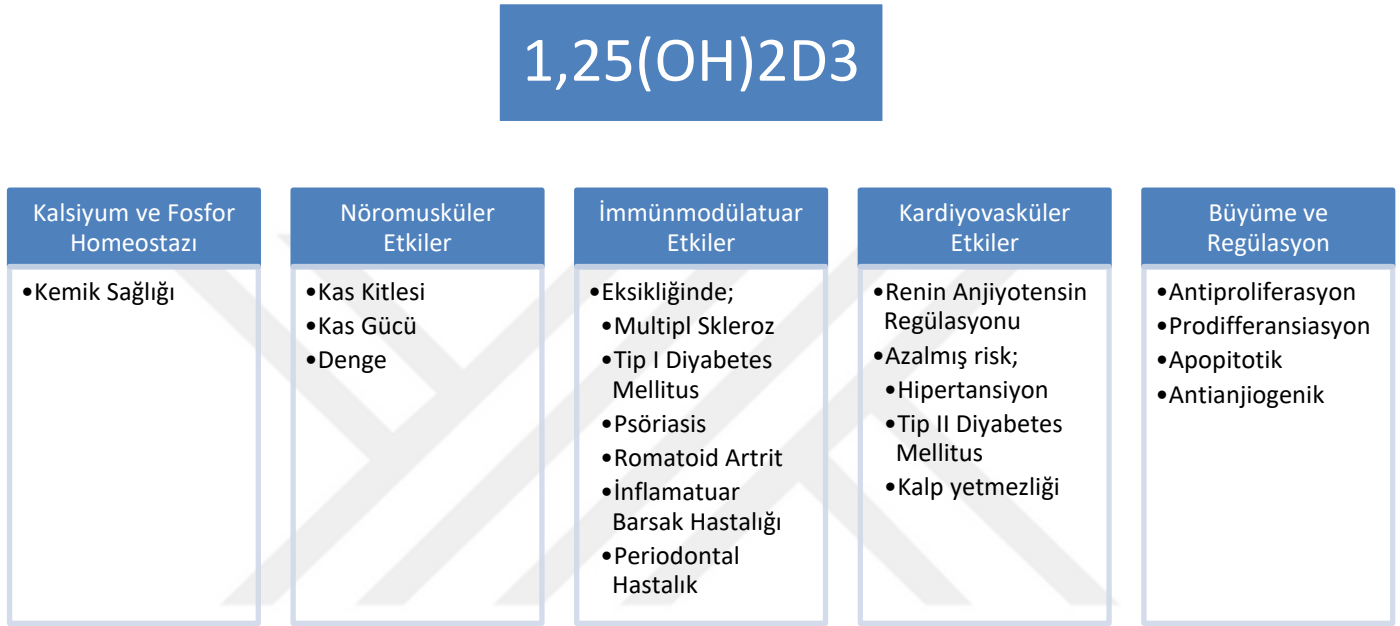 1,25(OH)2D3
Kalsiyum ve Fosfor
Homeostazı
•Kemik Sağlığı
Nöromusküler
Etkiler
•Kas Kitlesi
•Kas Gücü
•Denge
İmmünmodülatuar
Etkiler
•Eksikliğinde;
•Multipl Skleroz
•Tip I Diyabetes
Mellitus
•Psöriasis
•Romatoid Artrit
•İnflamatuar
Barsak Hastalığı
•Periodontal
Hastalık
Kardiyovasküler
Etkiler
•Renin Anjiyotensin
Regülasyonu
•Azalmış risk;
•Hipertansiyon
•Tip II Diyabetes
Mellitus
•Kalp yetmezliği
Büyüme ve
Regülasyon
•Antiproliferasyon
•Prodifferansiasyon
•Apopitotik
•Antianjiogenik